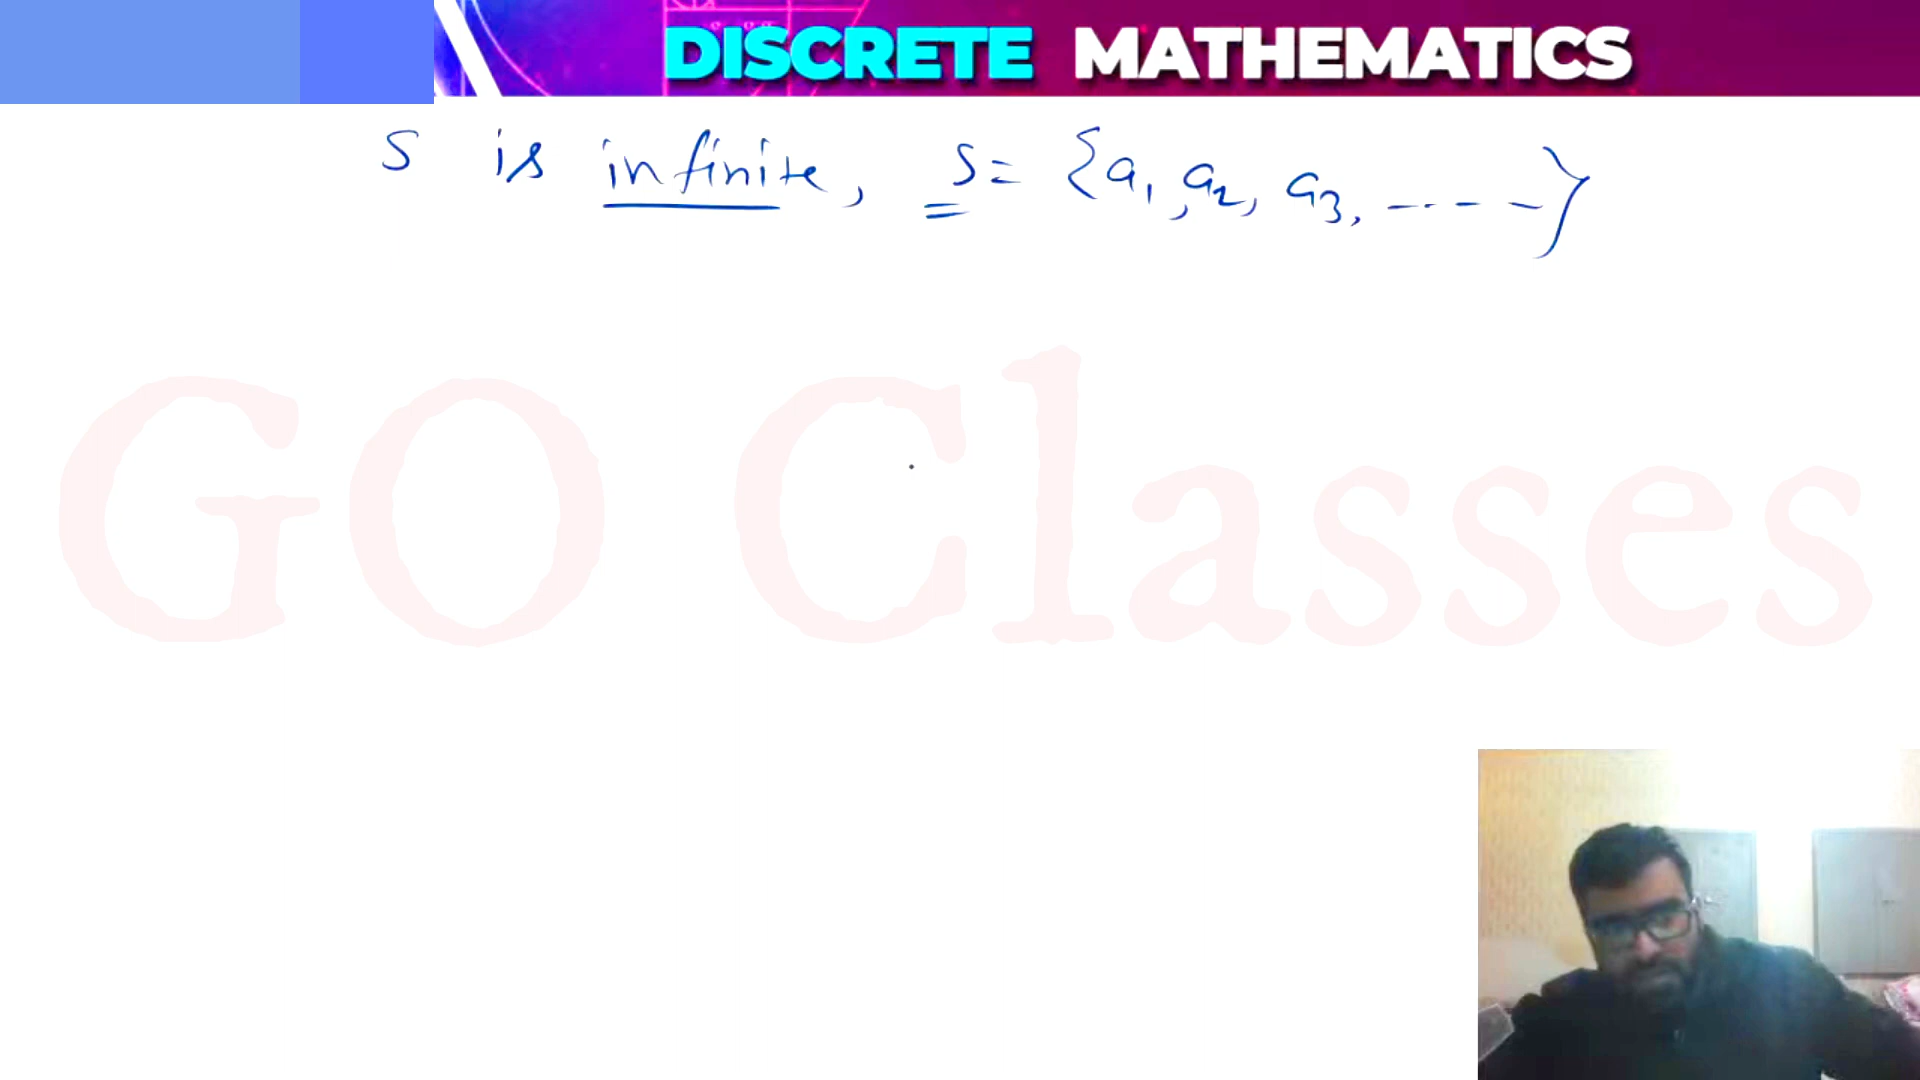 DISCRETE MATHEMATICS
S is infinite, S = {a₁, a₂, a₃, ----- }
GO Classes